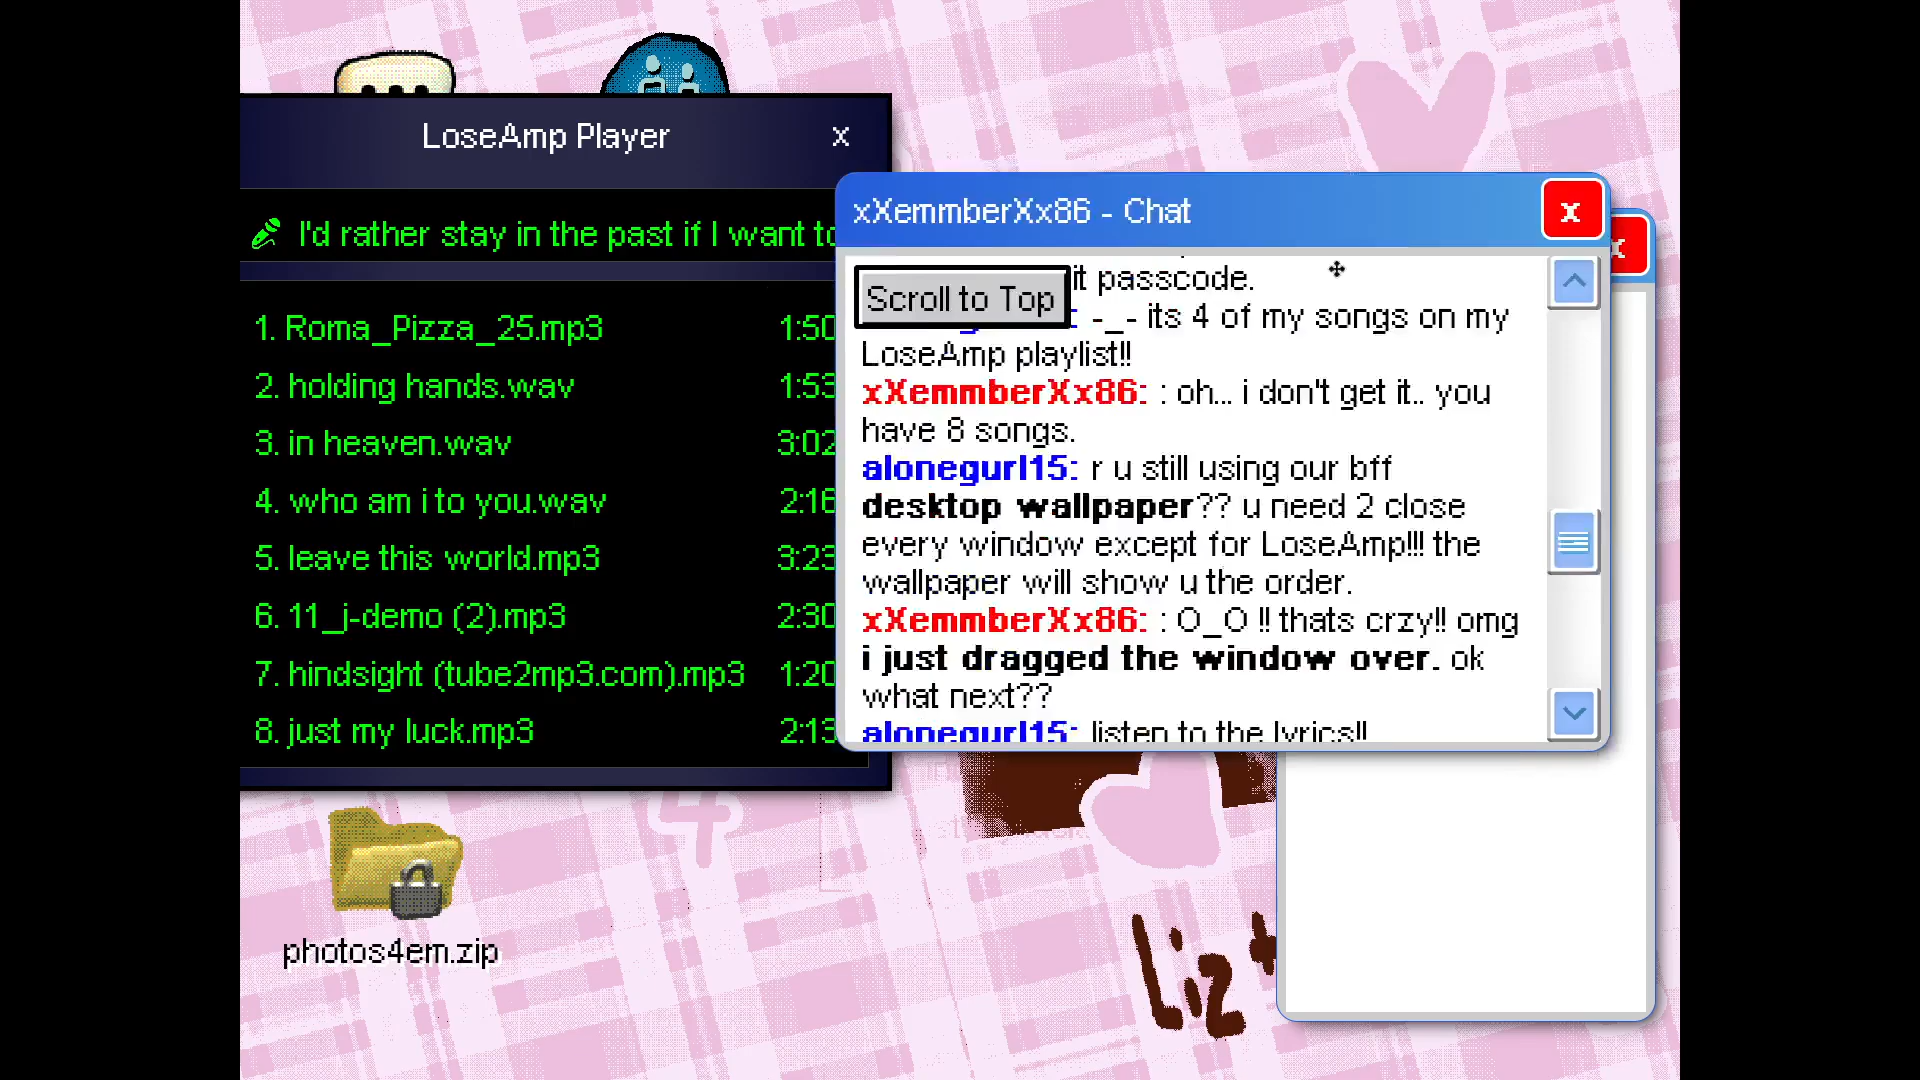 LoseAmp Player
x
I'd rather stay in the past if I want to
1. Roma_Pizza_25.mp3 1:50
2. holding hands.wav 1:53
3. in heaven.wav 3:02
4. who am i to you.wav 2:16
5. leave this world.mp3 3:23
6. 11_j-demo (2).mp3 2:30
7. hindsight (tube2mp3.com).mp3 1:20
8. just my luck.mp3 2:13
xXemmberXx86 - Chat
x
x
Scroll to Top
it passcode.
: -_- its 4 of my songs on my
LoseAmp playlist!!
xXemmberXx86: : oh... i don't get it.. you
have 8 songs.
alonegurl15: r u still using our bff
desktop wallpaper?? u need 2 close
every window except for LoseAmp!!! the
wallpaper will show u the order.
xXemmberXx86: : O_O !! thats crzy!! omg
i just dragged the window over. ok
what next??
alonegurl15: listen to the lyrics!!
4
photos4em.zip
Liz +